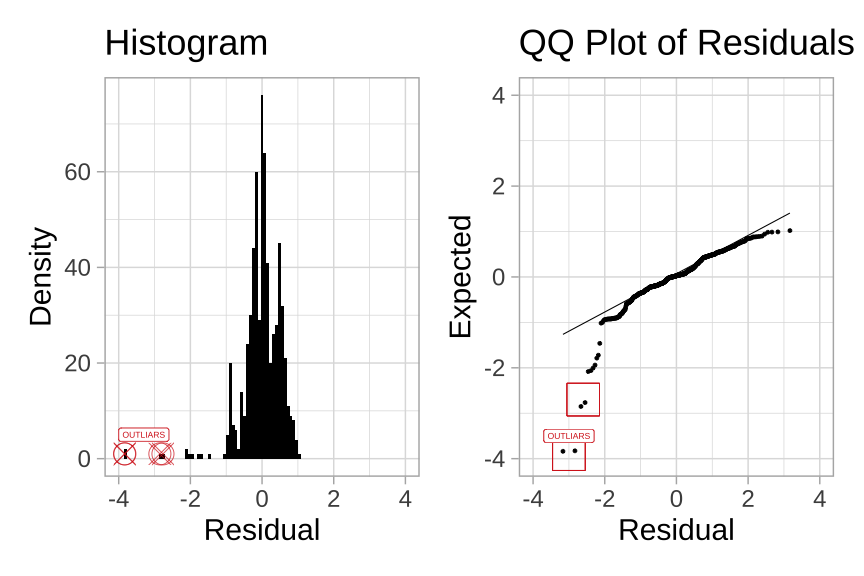 Histogram
QQ Plot of Residuals
Density
60
40
20
0
OUTLIARS
-4 -2 0 2 4
Residual
Expected
4
2
0
-2
-4
OUTLIARS
-4 -2 0 2 4
Residual